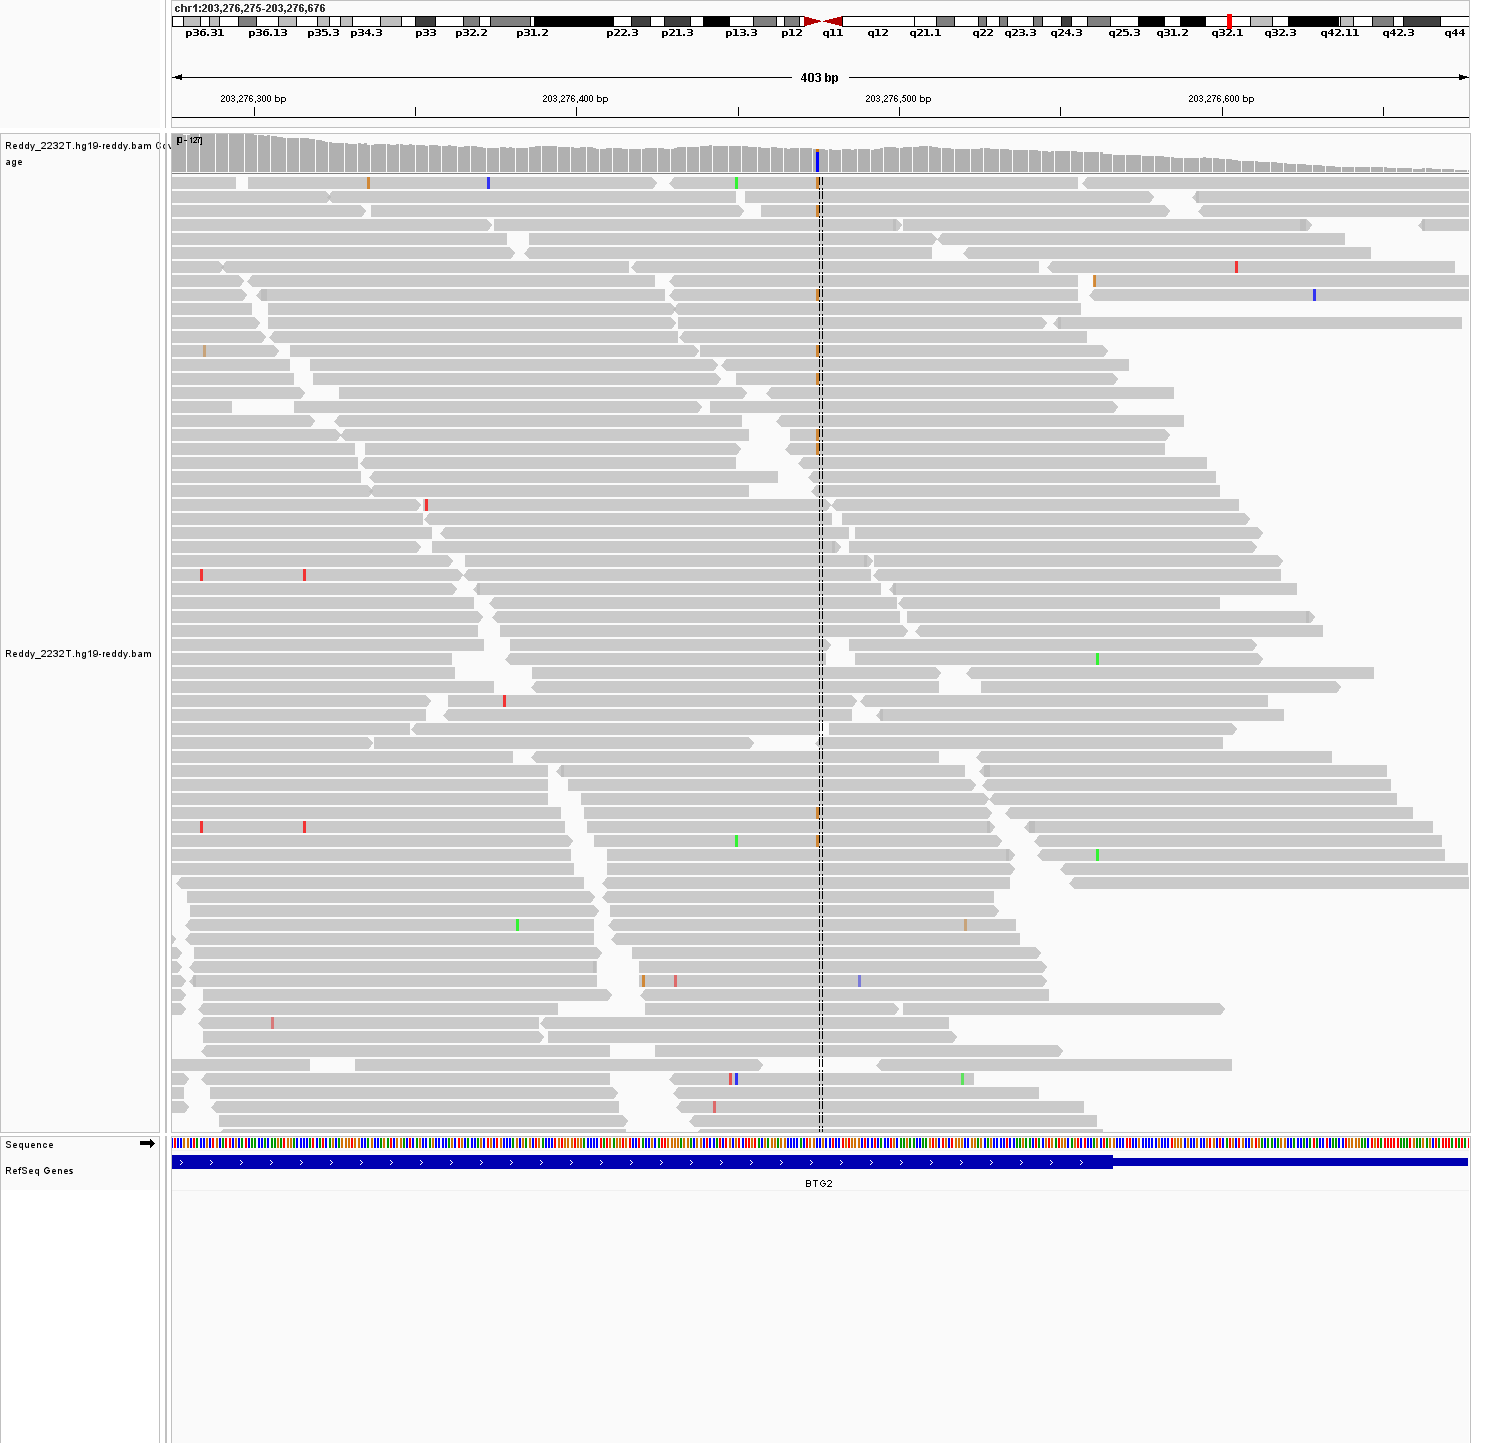 chr1:203,276,275-203,276,676
p36.31 p36.13 p35.3 p34.3 p33 p32.2 p31.2 p22.3 p21.3 p13.3 p12 q11 q12 q21.1 q22 q23.3 q24.3 q25.3 q31.2 q32.1 q32.3 q42.11 q42.3 q44
403 bp
203,276,300 bp 203,276,400 bp 203,276,500 bp 203,276,600 bp
[0 - 127]
Reddy_2232T.hg19-reddy.bam Cov
age
Reddy_2232T.hg19-reddy.bam
Sequence
RefSeq Genes
BTG2